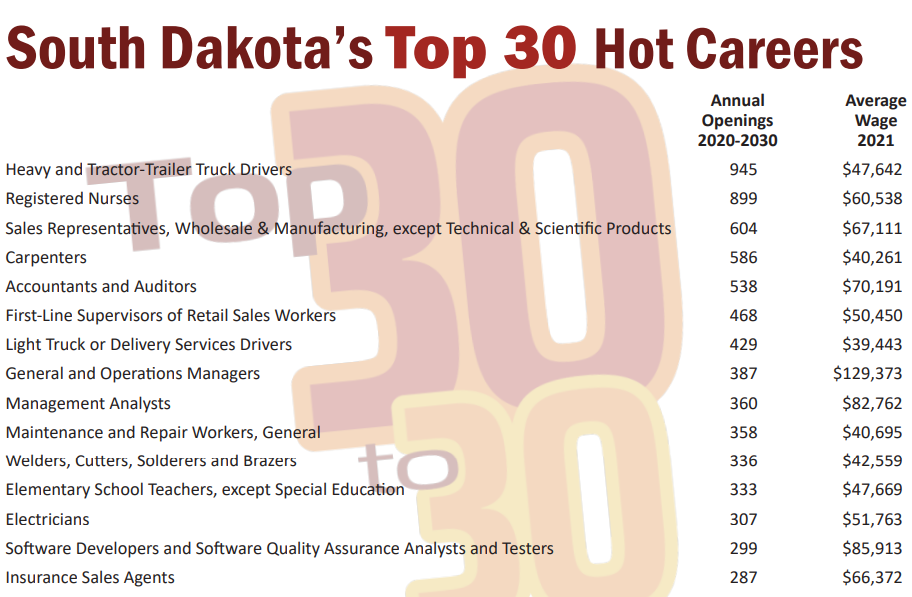 South Dakota's Top 30 Hot Careers
Annual Openings 2020-2030 Average Wage 2021
Heavy and Tractor-Trailer Truck Drivers 945 $47,642
Registered Nurses 899 $60,538
Sales Representatives, Wholesale & Manufacturing, except Technical & Scientific Products 604 $67,111
Carpenters 586 $40,261
Accountants and Auditors 538 $70,191
First-Line Supervisors of Retail Sales Workers 468 $50,450
Light Truck or Delivery Services Drivers 429 $39,443
General and Operations Managers 387 $129,373
Management Analysts 360 $82,762
Maintenance and Repair Workers, General 358 $40,695
Welders, Cutters, Solderers and Brazers 336 $42,559
Elementary School Teachers, except Special Education 333 $47,669
Electricians 307 $51,763
Software Developers and Software Quality Assurance Analysts and Testers 299 $85,913
Insurance Sales Agents 287 $66,372
Top 30
to 30